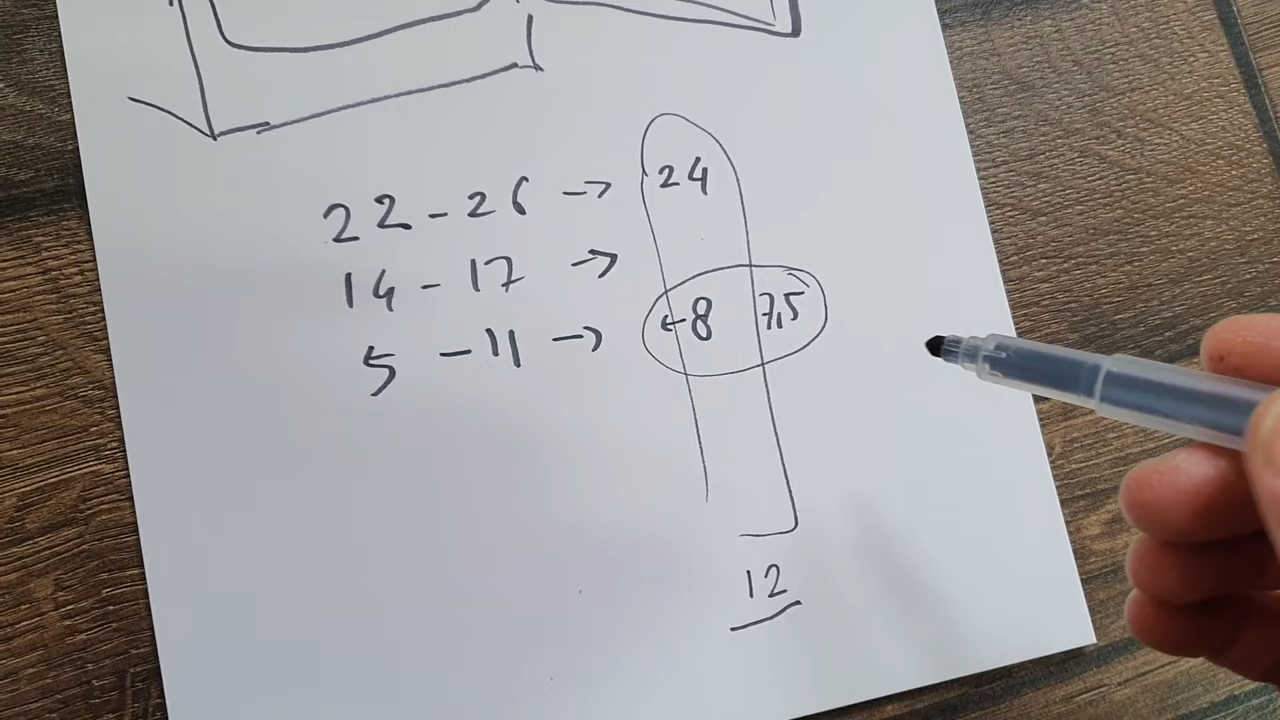 22 - 26 → 24
14 - 17 →
5 - 11 → ←8 7,5
12